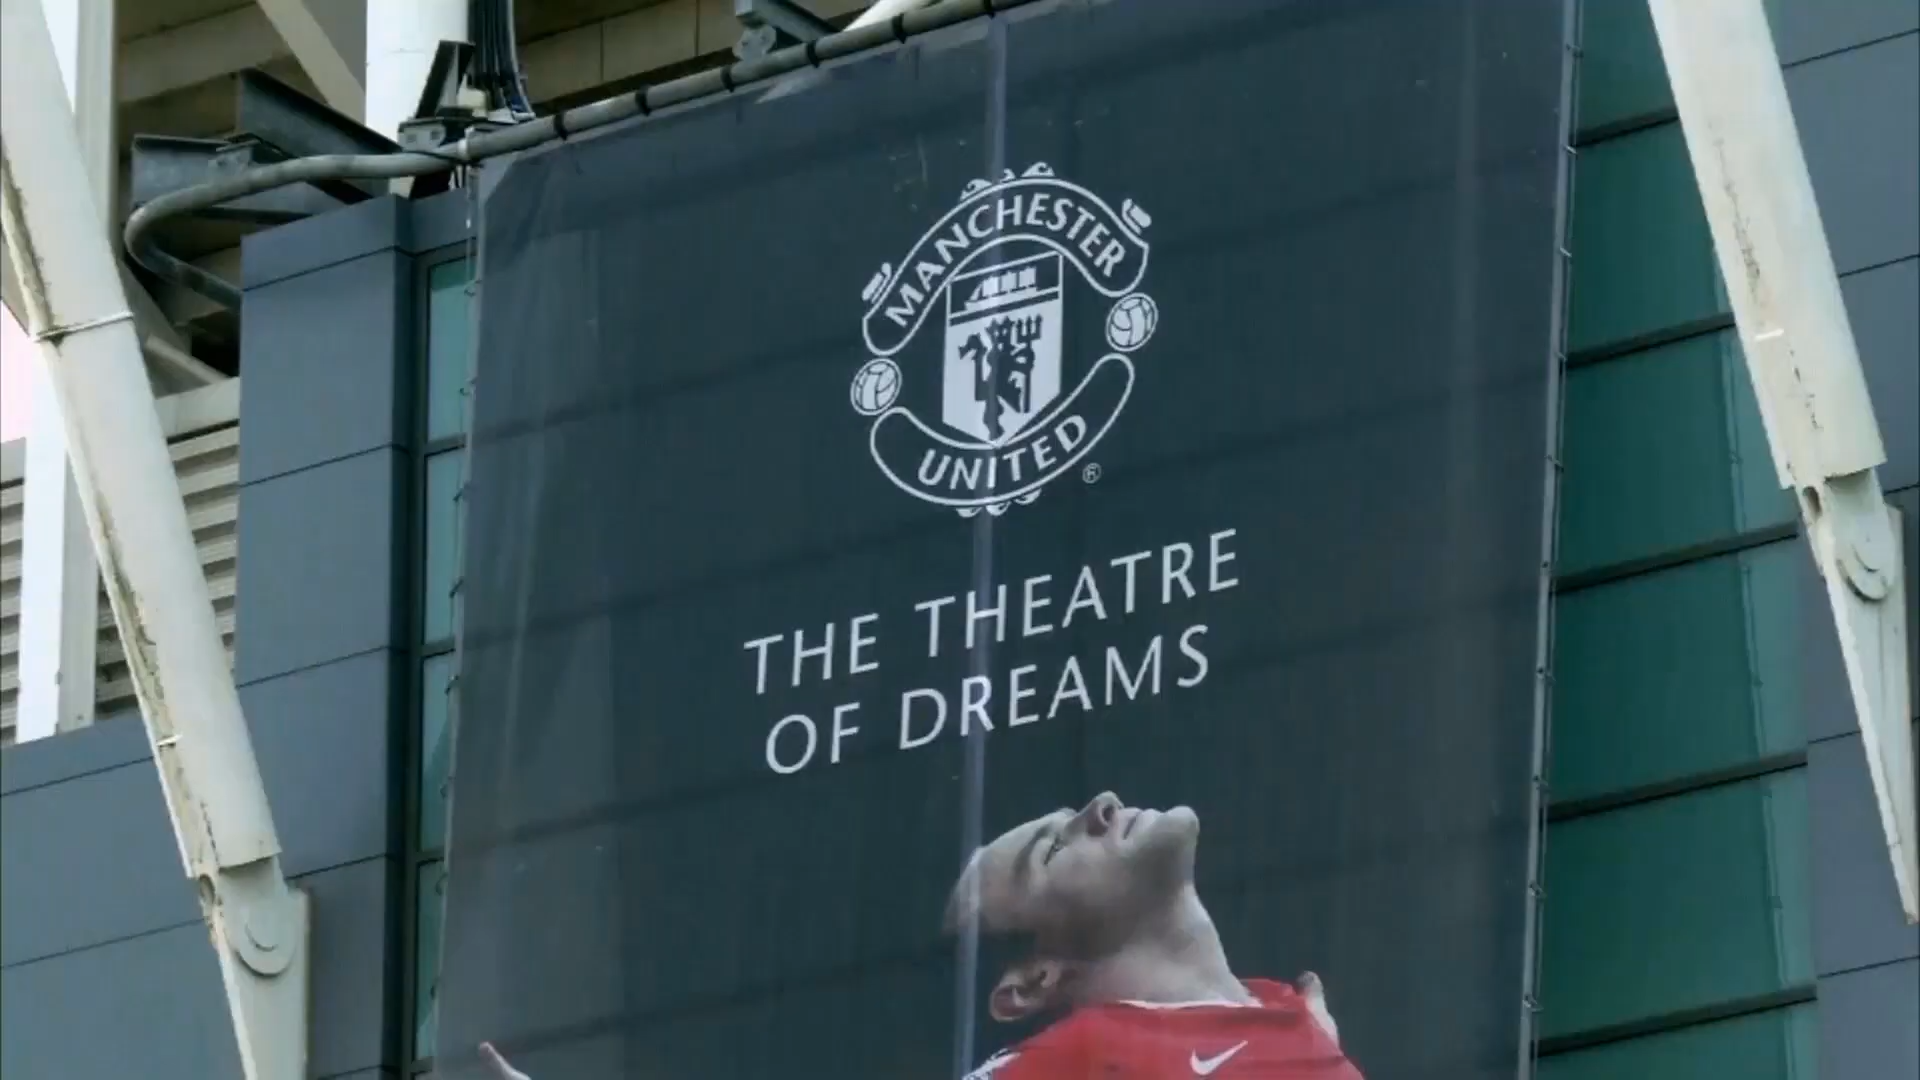 MANCHESTER
UNITED
®
THE THEATRE
OF DREAMS